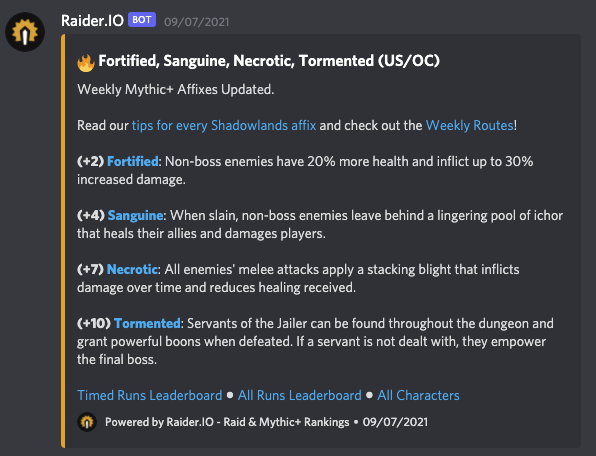 Raider.IO BOT 09/07/2021
🔥 Fortified, Sanguine, Necrotic, Tormented (US/OC)
Weekly Mythic+ Affixes Updated.
Read our tips for every Shadowlands affix and check out the Weekly Routes!
(+2) Fortified: Non-boss enemies have 20% more health and inflict up to 30%
increased damage.
(+4) Sanguine: When slain, non-boss enemies leave behind a lingering pool of ichor
that heals their allies and damages players.
(+7) Necrotic: All enemies' melee attacks apply a stacking blight that inflicts
damage over time and reduces healing received.
(+10) Tormented: Servants of the Jailer can be found throughout the dungeon and
grant powerful boons when defeated. If a servant is not dealt with, they empower
the final boss.
Timed Runs Leaderboard • All Runs Leaderboard • All Characters
Powered by Raider.IO - Raid & Mythic+ Rankings • 09/07/2021